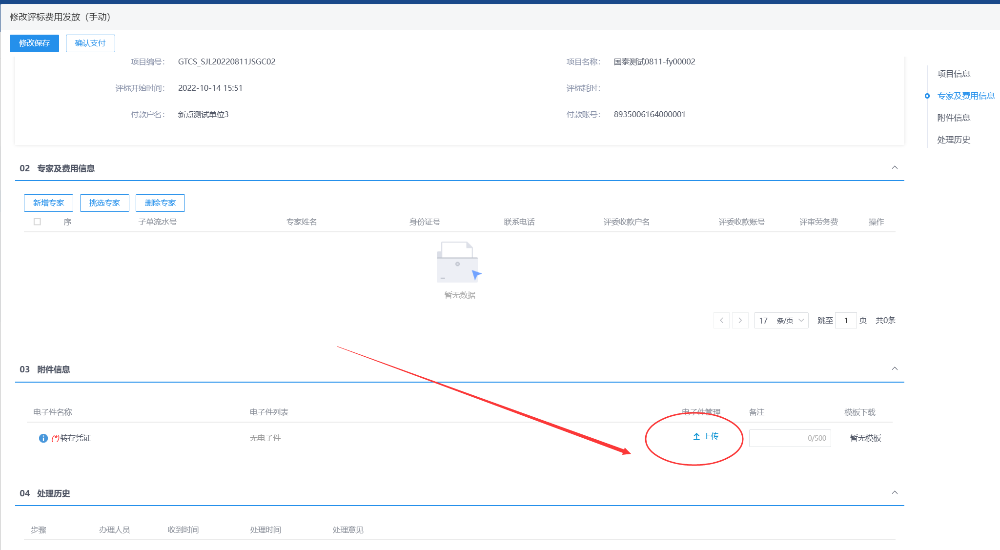 修改评标费用发放（手动）
修改保存 确认支付
项目编号： GTCS_SJL20220811JSGC02 项目名称： 国泰测试0811-fy00002
项目信息
评标开始时间： 2022-10-14 15:51 评标耗时：
专家及费用信息
付款户名： 新点测试单位3 付款账号： 8935006164000001
附件信息
处理历史
02 专家及费用信息
新增专家 挑选专家 删除专家
序 子单流水号 专家姓名 身份证号 联系电话 评委收款户名 评委收款账号 评审劳务费 操作
暂无数据
17 条/页 跳至 1 页 共0条
03 附件信息
电子件名称 电子件列表 电子件管理 备注 模板下载
(*)转存凭证 无电子件 上传 0/500 暂无模板
04 处理历史
步骤 办理人员 收到时间 处理时间 处理意见